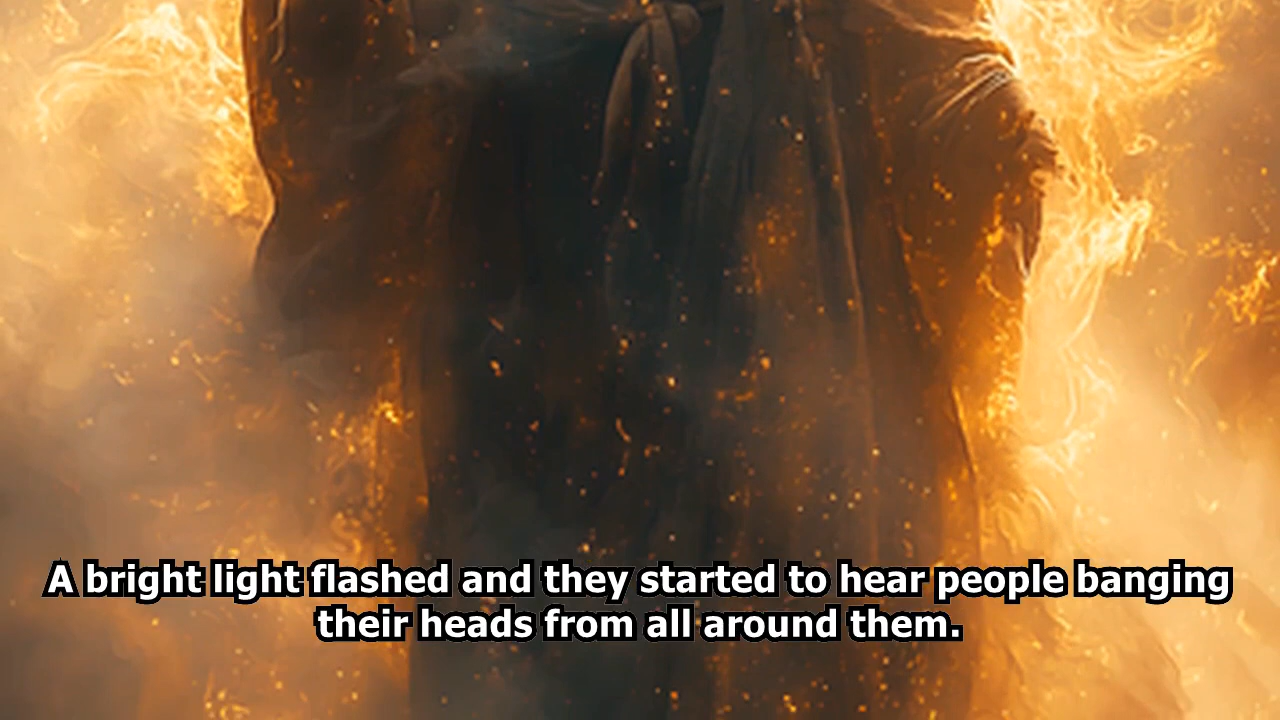 A bright light flashed and they started to hear people banging
their heads from all around them.